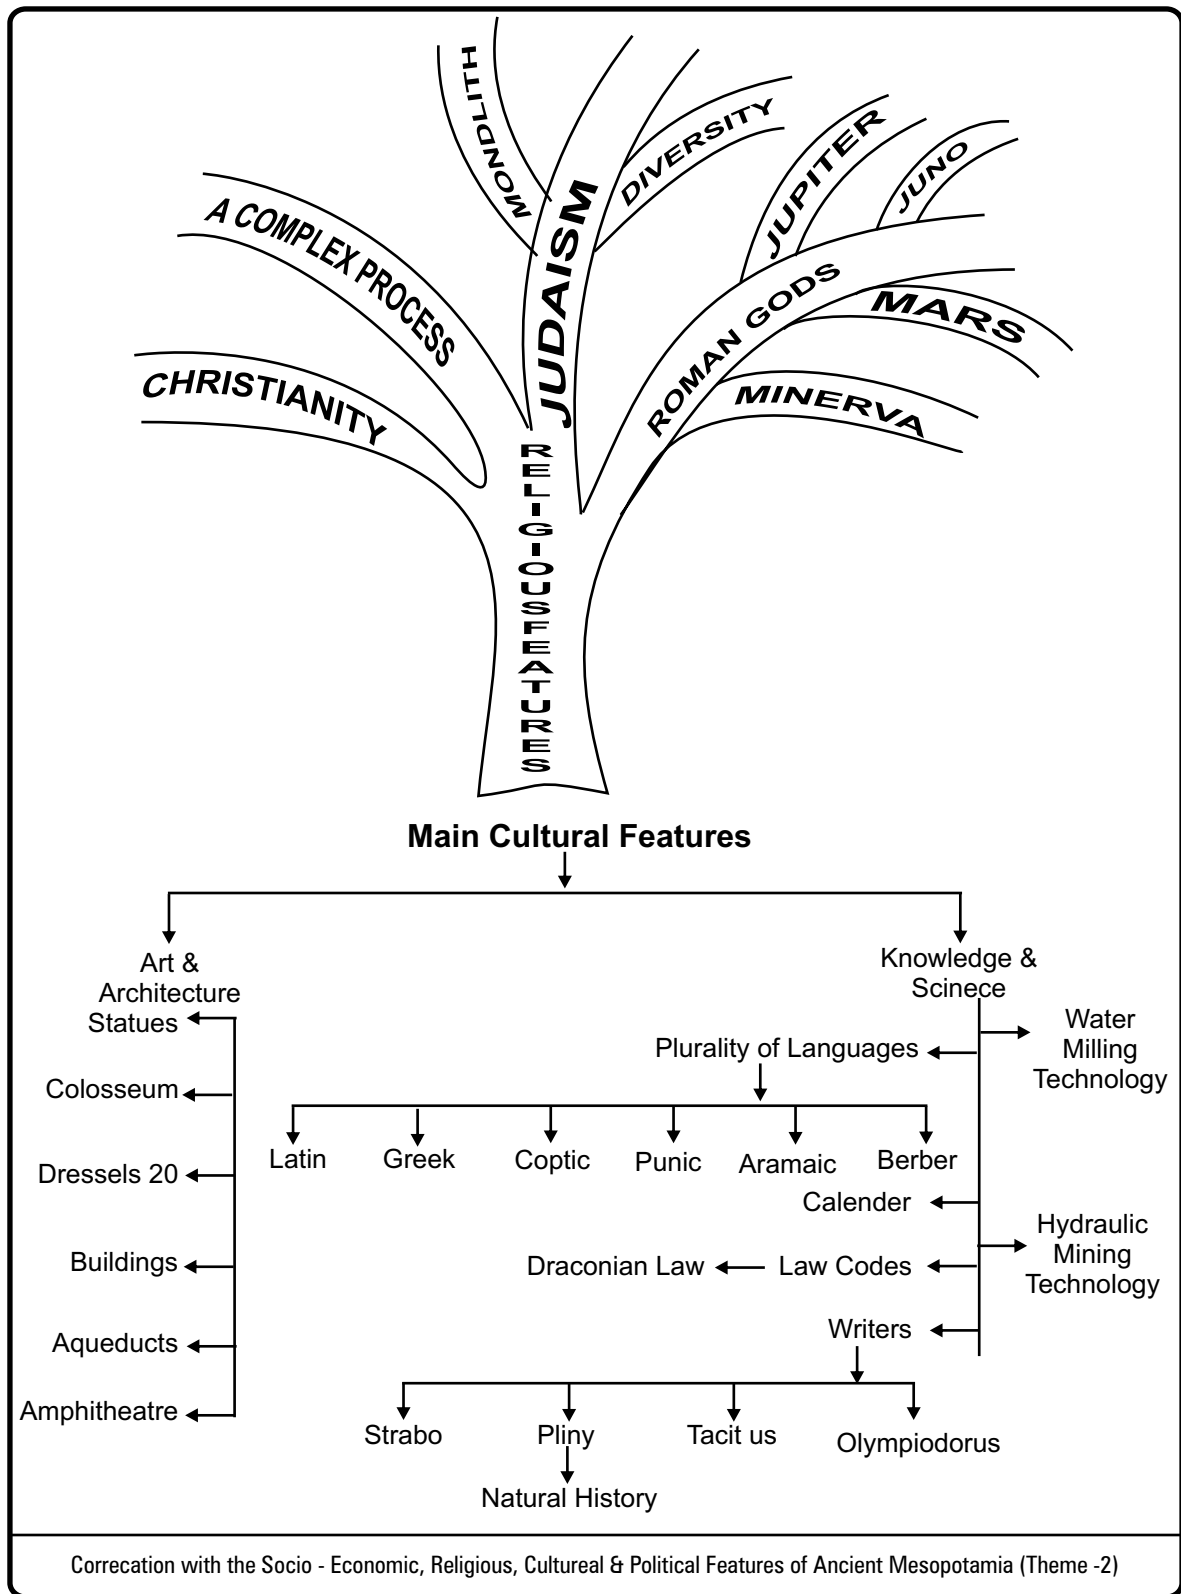 MONDLITH
DIVERSITY
JUPITER
JUNO
A COMPLEX PROCESS
JUDAISM
ROMAN GODS
MARS
CHRISTIANITY
MINERVA
RELIGIOUSFEATURES
Main Cultural Features
Art &
Architecture
Statues
Colosseum
Dressels 20
Buildings
Aqueducts
Amphitheatre
Knowledge &
Scinece
Water
Milling
Technology
Plurality of Languages
Latin
Greek
Coptic
Punic
Aramaic
Berber
Calender
Hydraulic
Mining
Technology
Draconian Law
Law Codes
Writers
Strabo
Pliny
Tacit us
Olympiodorus
Natural History
Correcation with the Socio - Economic, Religious, Cultureal & Political Features of Ancient Mesopotamia (Theme -2)